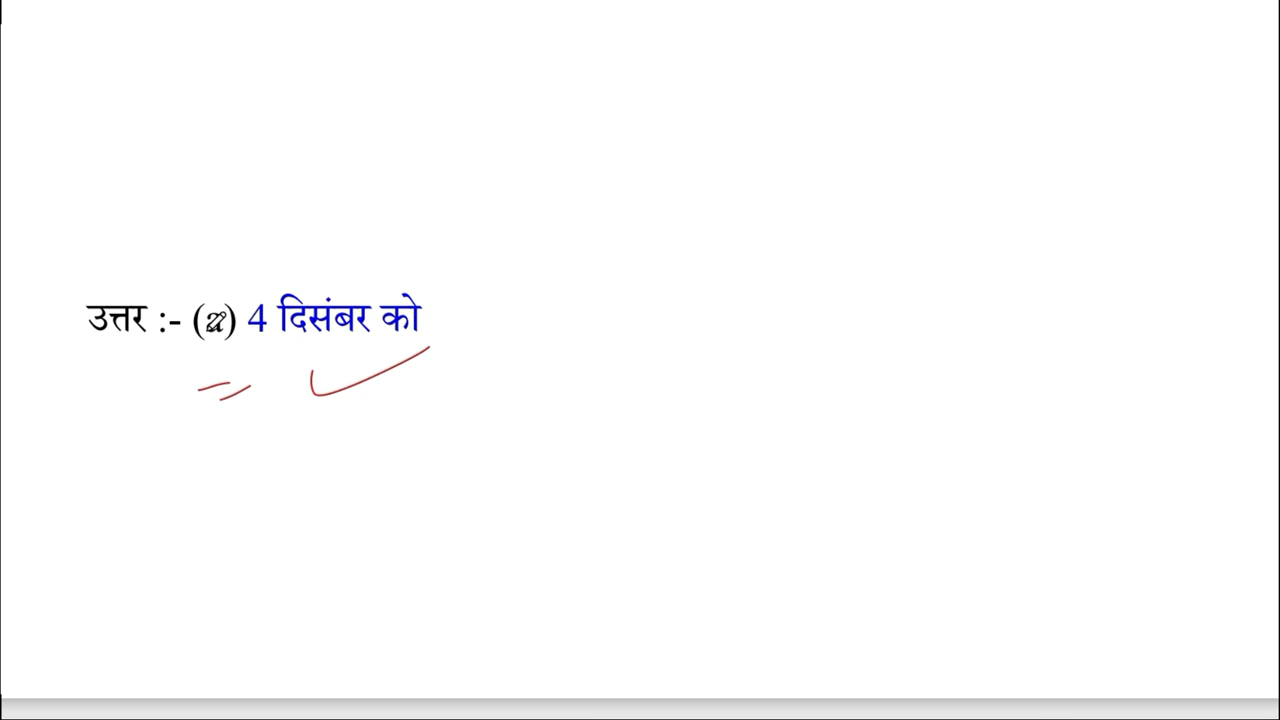 उत्तर :- () 4 दिसंबर को